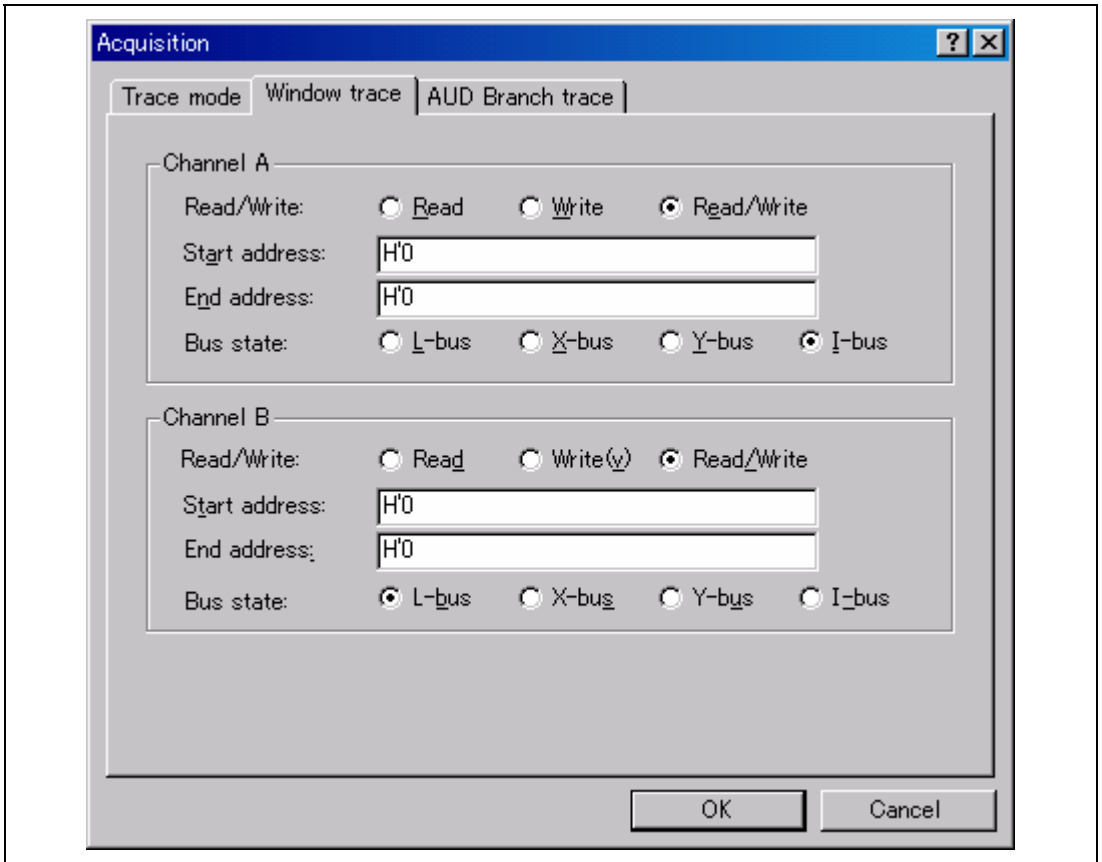 Acquisition
Trace mode Window trace AUD Branch trace
Channel A
Read/Write: Read Write Read/Write
Start address: H'0
End address: H'0
Bus state: L-bus X-bus Y-bus I-bus
Channel B
Read/Write: Read Write(v) Read/Write
Start address: H'0
End address: H'0
Bus state: L-bus X-bus Y-bus I-bus
OK Cancel